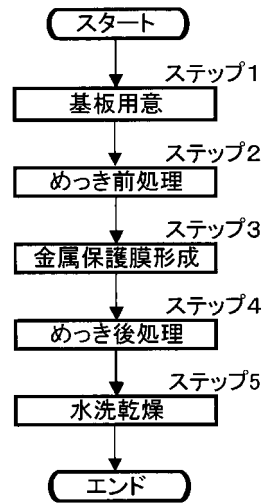 スタート
ステップ1
基板用意
ステップ2
めっき前処理
ステップ3
金属保護膜形成
ステップ4
めっき後処理
ステップ5
水洗乾燥
エンド